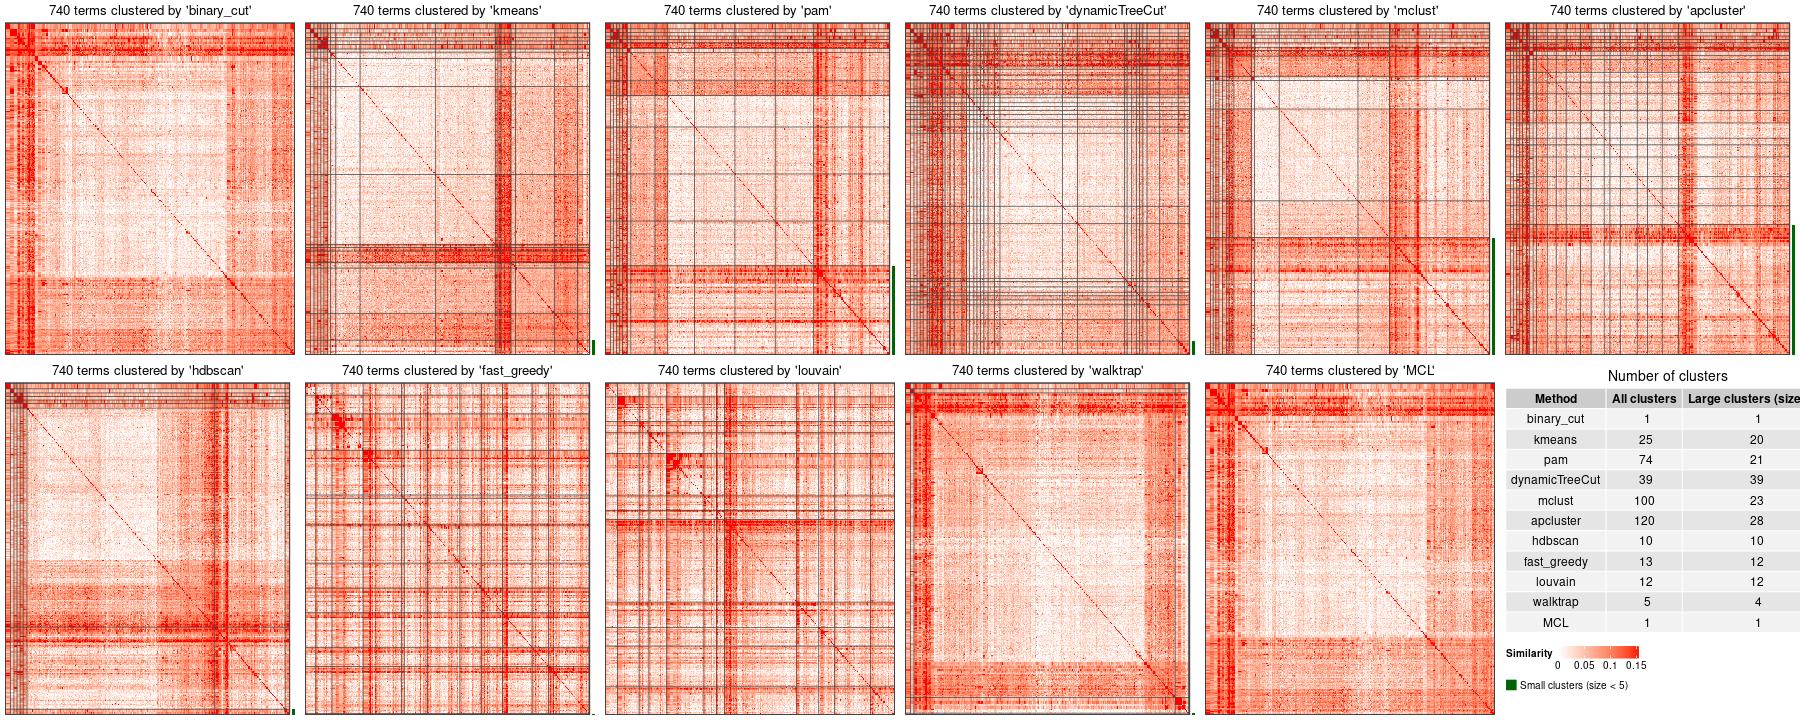 740 terms clustered by 'binary_cut'
740 terms clustered by 'kmeans'
740 terms clustered by 'pam'
740 terms clustered by 'dynamicTreeCut'
740 terms clustered by 'mclust'
740 terms clustered by 'apcluster'
740 terms clustered by 'hdbscan'
740 terms clustered by 'fast_greedy'
740 terms clustered by 'louvain'
740 terms clustered by 'walktrap'
740 terms clustered by 'MCL'
Number of clusters
Method All clusters Large clusters (size
binary_cut 1 1
kmeans 25 20
pam 74 21
dynamicTreeCut 39 39
mclust 100 23
apcluster 120 28
hdbscan 10 10
fast_greedy 13 12
louvain 12 12
walktrap 5 4
MCL 1 1
Similarity
0 0.05 0.1 0.15
Small clusters (size < 5)